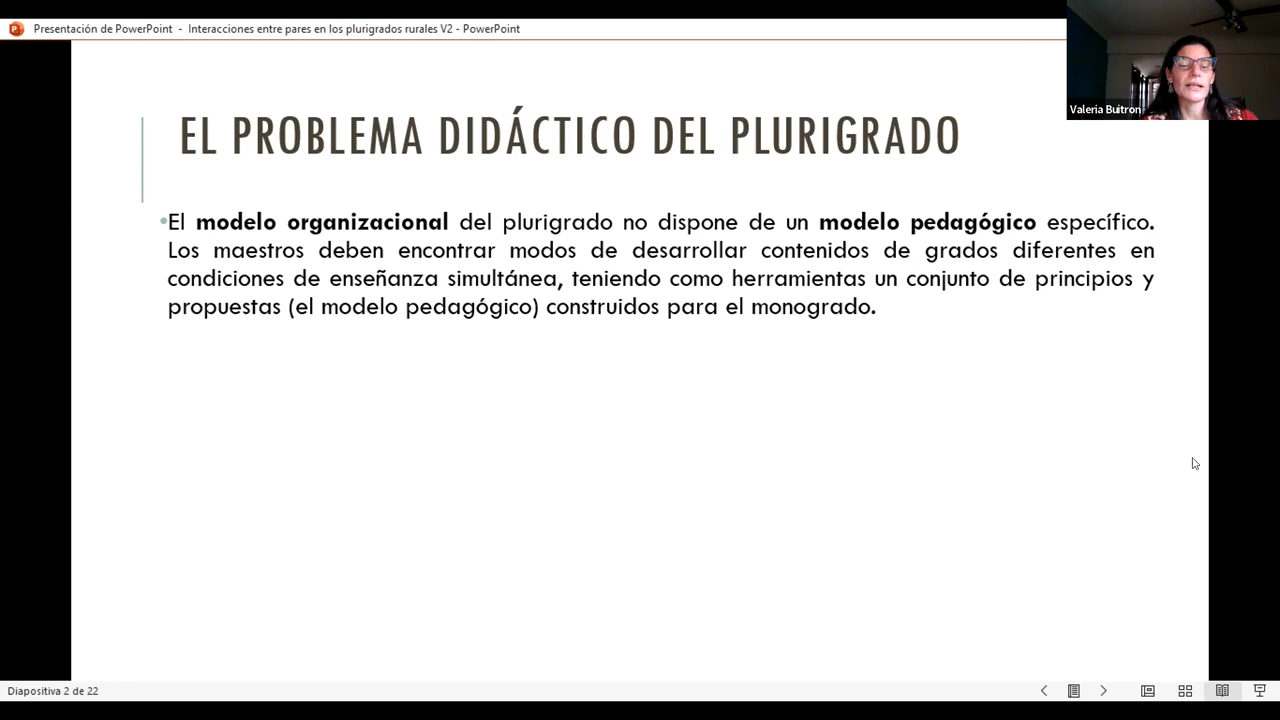 Presentación de PowerPoint - Interacciones entre pares en los plurigrados rurales V2 - PowerPoint
Valeria Buitron
EL PROBLEMA DIDÁCTICO DEL PLURIGRADO
•El modelo organizacional del plurigrado no dispone de un modelo pedagógico específico.
Los maestros deben encontrar modos de desarrollar contenidos de grados diferentes en
condiciones de enseñanza simultánea, teniendo como herramientas un conjunto de principios y
propuestas (el modelo pedagógico) construidos para el monogrado.
Diapositiva 2 de 22